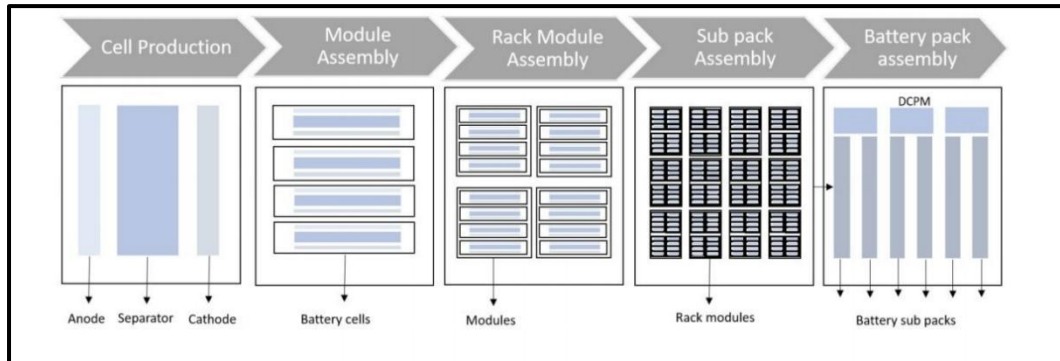 Cell Production
Module
Assembly
Rack Module
Assembly
Sub pack
Assembly
Battery pack
assembly
DCPM
Anode
Separator
Cathode
Battery cells
Modules
Rack modules
Battery sub packs